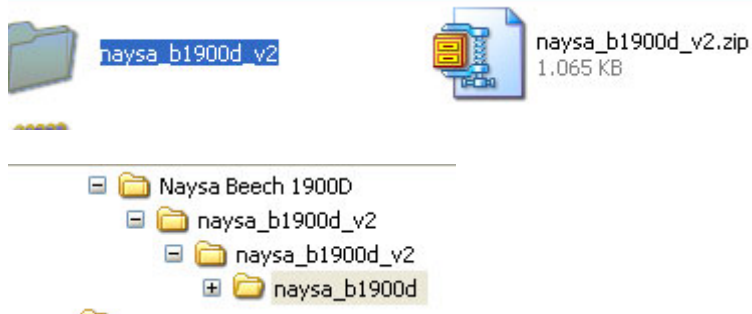 naysa_b1900d_v2
naysa_b1900d_v2.zip
1.065 KB
Naysa Beech 1900D
naysa_b1900d_v2
naysa_b1900d_v2
naysa_b1900d